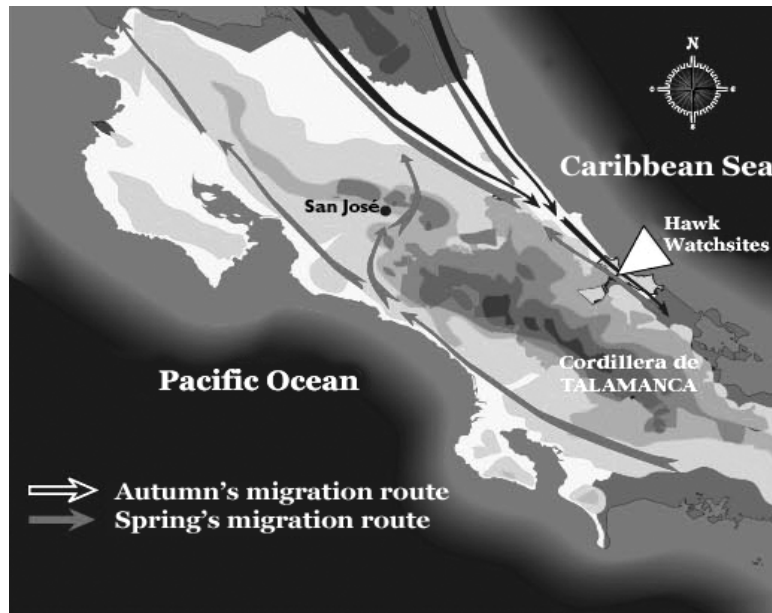 N
Caribbean Sea
Hawk
Watchsites
San José
Cordillera de
TALAMANCA
Pacific Ocean
Autumn's migration route
Spring's migration route